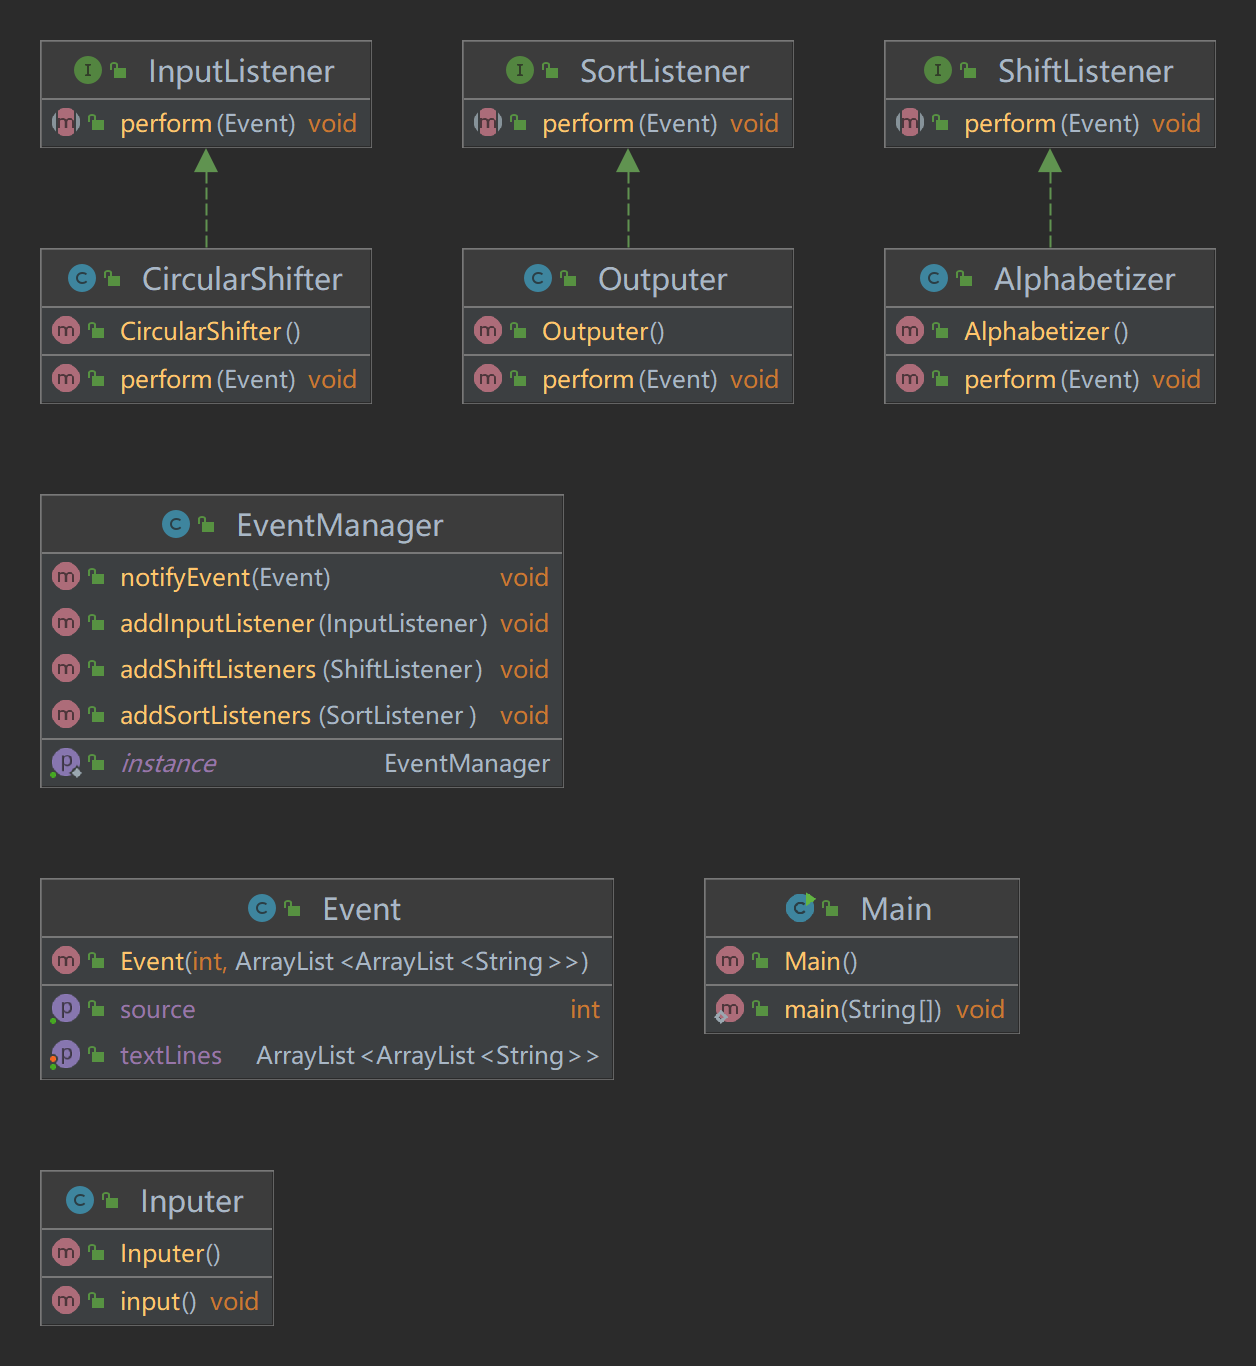 InputListener
perform(Event) void
SortListener
perform(Event) void
ShiftListener
perform(Event) void
CircularShifter
CircularShifter()
perform(Event) void
Outputer
Outputer()
perform(Event) void
Alphabetizer
Alphabetizer()
perform(Event) void
EventManager
notifyEvent(Event) void
addInputListener(InputListener) void
addShiftListeners(ShiftListener) void
addSortListeners(SortListener) void
instance EventManager
Event
Event(int, ArrayList<ArrayList<String>>)
source int
textLines ArrayList<ArrayList<String>>
Main
Main()
main(String[]) void
Inputer
Inputer()
input() void